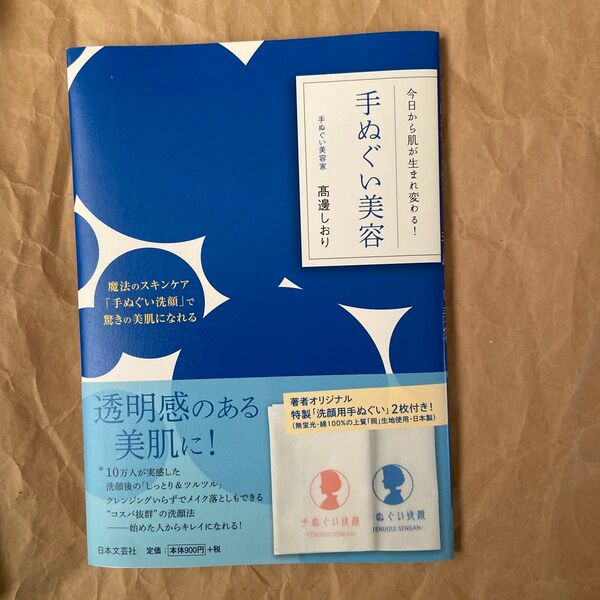 今日から肌が生まれ変わる!
手ぬぐい美容
手ぬぐい美容家
髙邊しおり
魔法のスキンケア
「手ぬぐい洗顔」で
驚きの美肌になれる
透明感のある
美肌に!
*10万人が実感した
洗顔後の「しっとり&ツルツル」
クレンジングいらずでメイク落としもできる
“コスパ抜群”の洗顔法
——始めた人からキレイになれる!
日本文芸社 定価:本体900円+税
著者オリジナル
特製「洗顔用手ぬぐい」2枚付き!
(無蛍光・綿100%の上質「岡」生地使用・日本製)
手ぬぐい洗顔
-TENUGUI SENGAN-
ぬぐい洗顔
TENUGUI SENGAN-